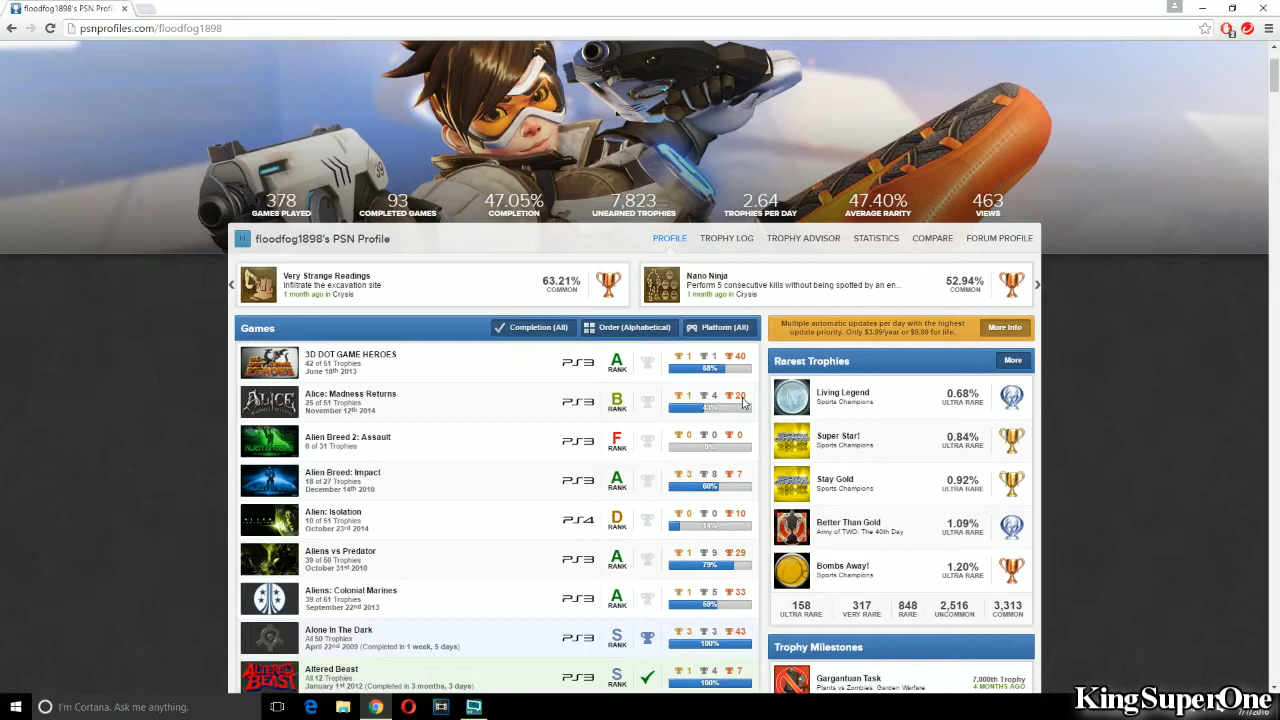 floodfog1898's PSN Profile
psnprofiles.com/floodfog1898
378
GAMES PLAYED
93
COMPLETED GAMES
47.05%
COMPLETION
7,823
UNEARNED TROPHIES
2.64
TROPHIES PER DAY
47.40%
AVERAGE RARITY
463
VIEWS
floodfog1898's PSN Profile
PROFILE TROPHY LOG TROPHY ADVISOR STATISTICS COMPARE FORUM PROFILE
Very Strange Readings
Infiltrate the excavation site
1 month ago in Crysis
63.21%
COMMON
Nano Ninja
Perform 5 consecutive kills without being spotted by an en...
1 month ago in Crysis
52.94%
COMMON
Games Completion (All) Order (Alphabetical) Platform (All)
3D DOT GAME HEROES
42 of 51 Trophies
June 18th 2013
PS3 A RANK 1 1 40
68%
Alice: Madness Returns
25 of 51 Trophies
November 12th 2014
PS3 B RANK 1 4 20
43%
Alien Breed 2: Assault
0 of 31 Trophies
PS3 F RANK 0 0 0
0%
Alien Breed: Impact
18 of 27 Trophies
December 14th 2010
PS3 A RANK 3 8 7
60%
Alien: Isolation
10 of 51 Trophies
October 23rd 2014
PS4 D RANK 0 0 10
14%
Aliens vs Predator
39 of 50 Trophies
October 31st 2010
PS3 A RANK 1 9 29
79%
Aliens: Colonial Marines
39 of 61 Trophies
September 22nd 2013
PS3 A RANK 1 5 33
59%
Alone In The Dark
All 50 Trophies
April 22nd 2009 (Completed in 1 week, 5 days)
PS3 S RANK 3 3 43
100%
ALTERED BEAST
Altered Beast
All 12 Trophies
January 1st 2012 (Completed in 3 months, 3 days)
PS3 S RANK 1 4 7
100%
Multiple automatic updates per day with the highest
update priority. Only $3.99/year or $9.99 for life.
More Info
Rarest Trophies More
Living Legend
Sports Champions
0.68%
ULTRA RARE
Super Star!
Sports Champions
0.84%
ULTRA RARE
Stay Gold
Sports Champions
0.92%
ULTRA RARE
Better Than Gold
Army of TWO: The 40th Day
1.09%
ULTRA RARE
Bombs Away!
Sports Champions
1.20%
ULTRA RARE
158 317 848 2,516 3,313
ULTRA RARE VERY RARE RARE UNCOMMON COMMON
Trophy Milestones
Gargantuan Task
Plants vs Zombies: Garden Warfare
7,000th Trophy
4 MONTHS AGO
I'm Cortana. Ask me anything.
KingSuperOne